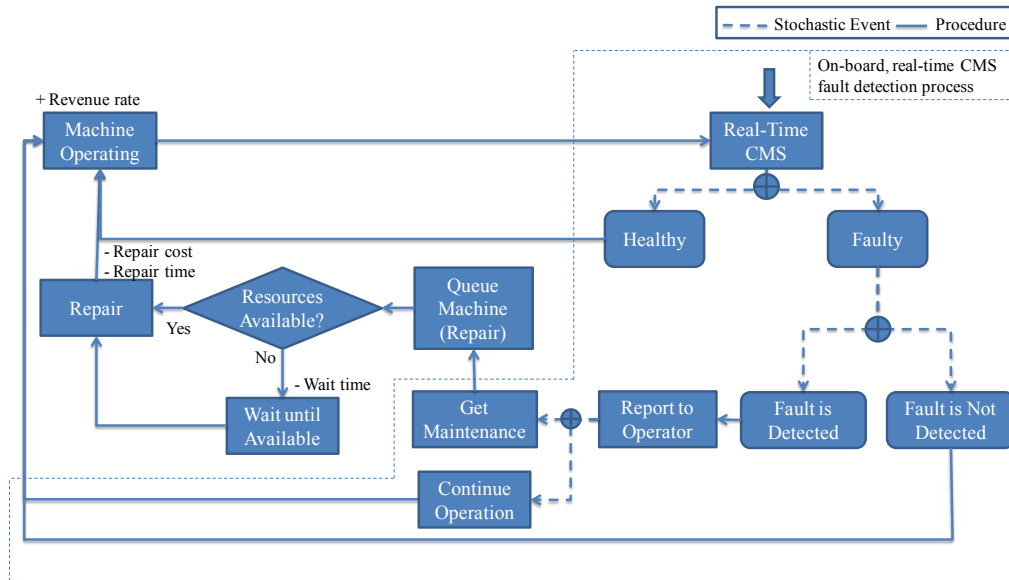 Stochastic Event
Procedure
On-board, real-time CMS
fault detection process
+ Revenue rate
Machine
Operating
Real-Time
CMS
Healthy
Faulty
- Repair cost
- Repair time
Repair
Resources
Available?
Queue
Machine
(Repair)
Yes
No
- Wait time
Wait until
Available
Get
Maintenance
Report to
Operator
Fault is
Detected
Fault is Not
Detected
Continue
Operation